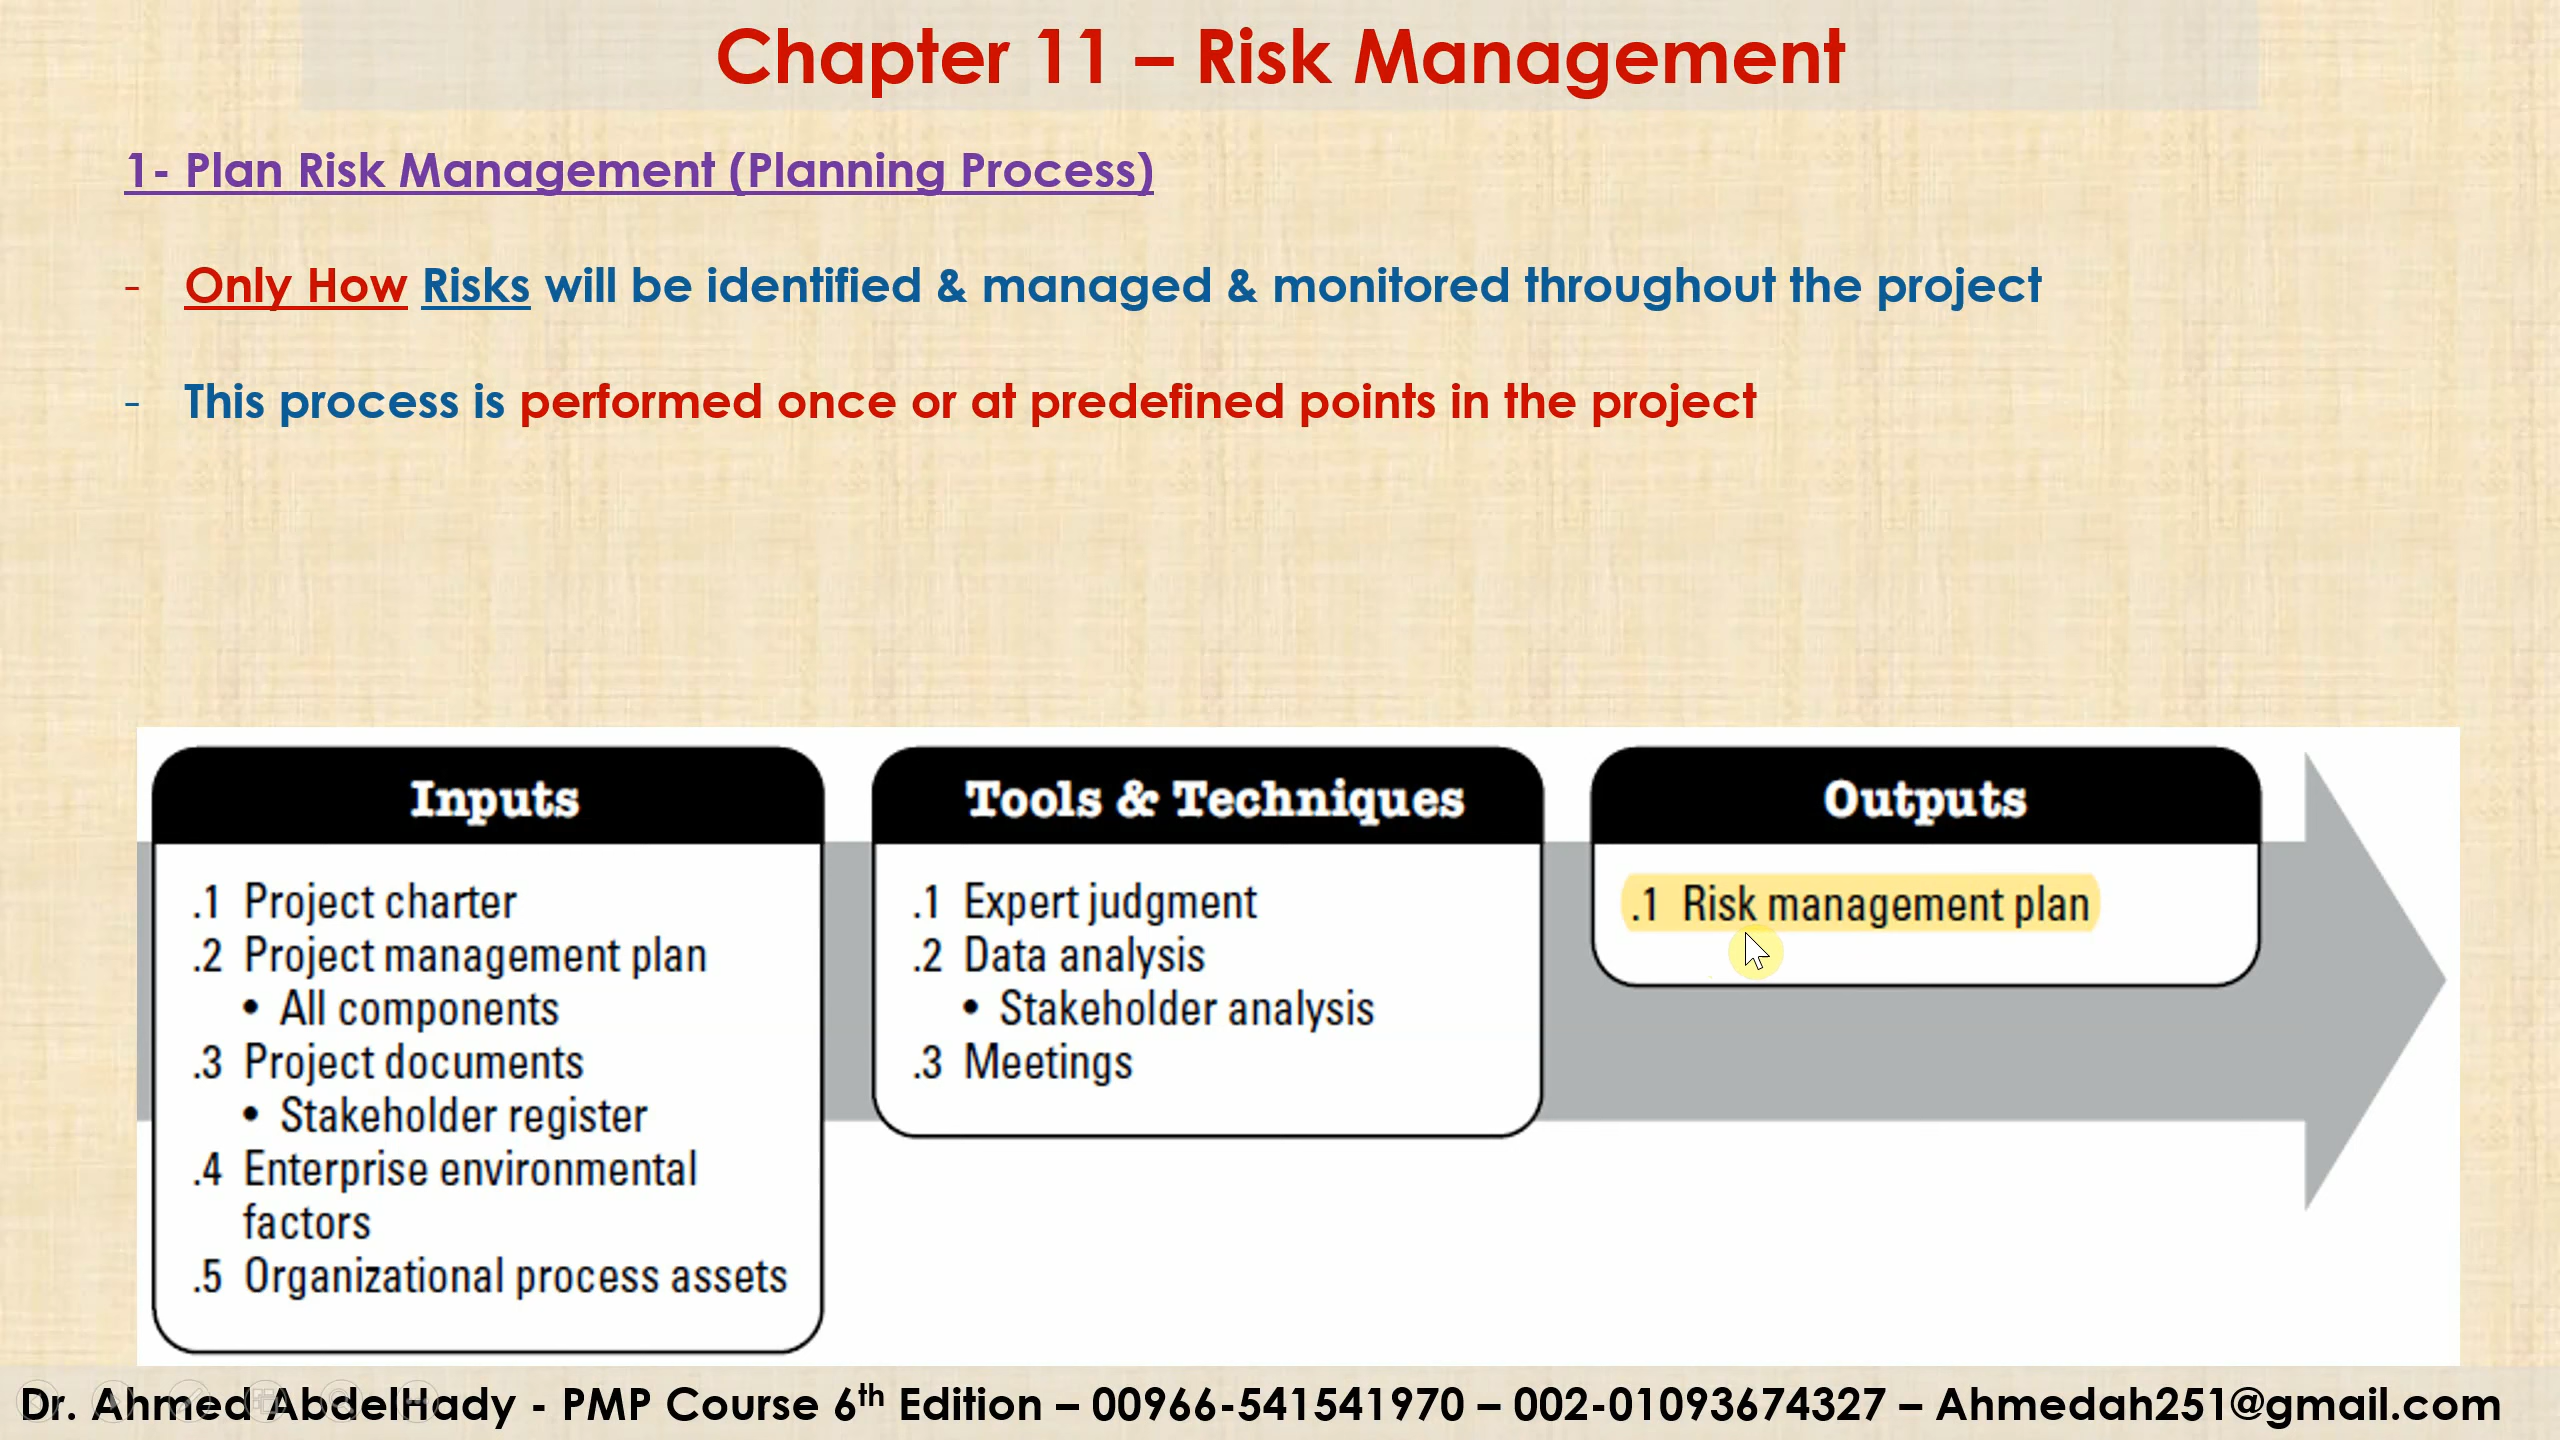 Chapter 11 – Risk Management
1- Plan Risk Management (Planning Process)
- Only How Risks will be identified & managed & monitored throughout the project
- This process is performed once or at predefined points in the project
Inputs
.1 Project charter
.2 Project management plan
• All components
.3 Project documents
• Stakeholder register
.4 Enterprise environmental
factors
.5 Organizational process assets
Tools & Techniques
.1 Expert judgment
.2 Data analysis
• Stakeholder analysis
.3 Meetings
Outputs
.1 Risk management plan
Dr. Ahmed AbdelHady - PMP Course 6th Edition – 00966-541541970 – 002-01093674327 – Ahmedah251@gmail.com